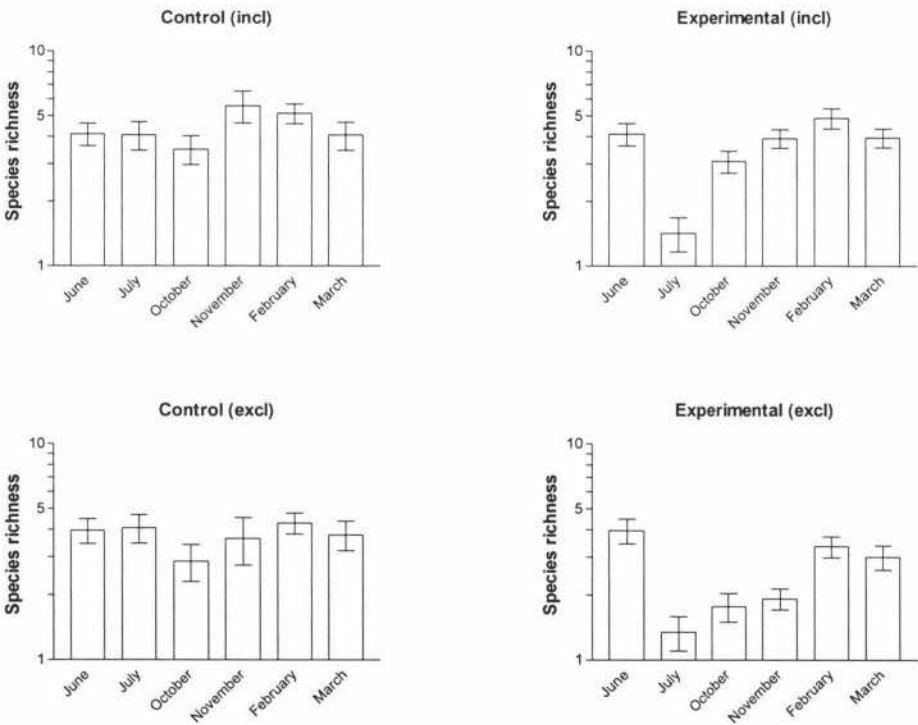 Control (incl)
Species richness
10
5
1
June
July
October
November
February
March
Experimental (incl)
Species richness
10
5
1
June
July
October
November
February
March
Control (excl)
Species richness
10
5
1
June
July
October
November
February
March
Experimental (excl)
Species richness
10
5
1
June
July
October
November
February
March